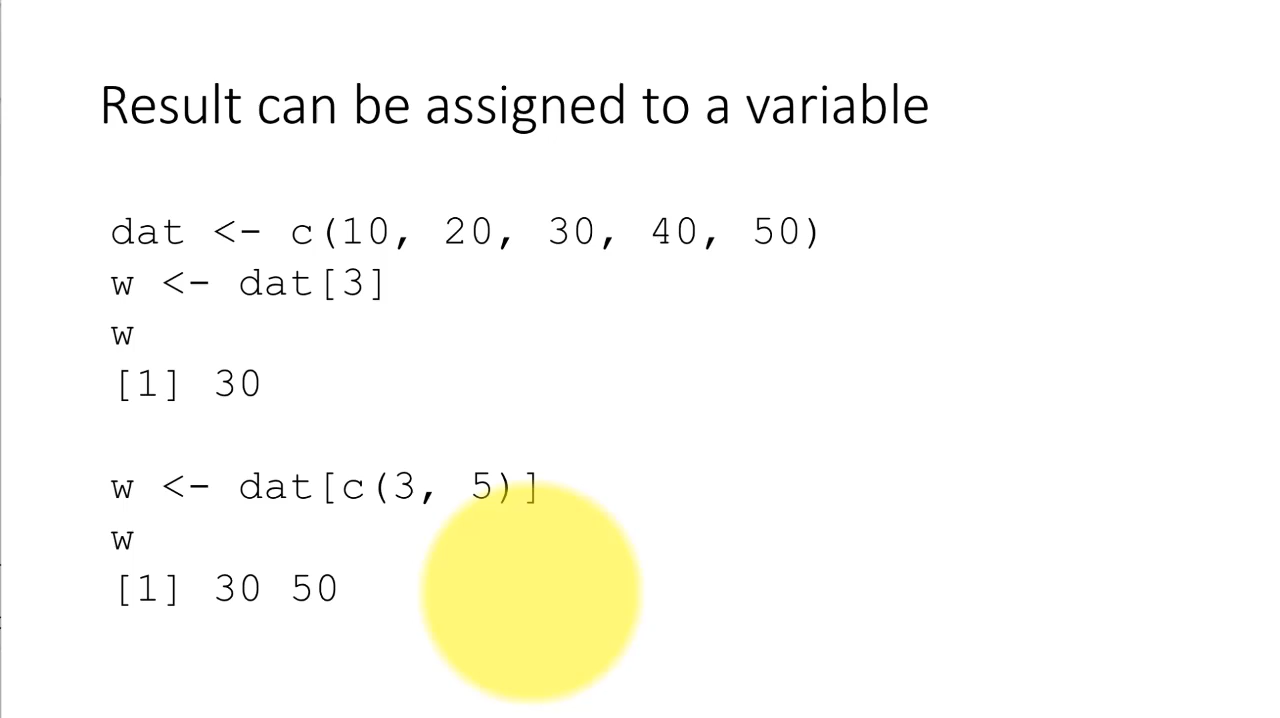 Result can be assigned to a variable
dat <- c(10, 20, 30, 40, 50)
w <- dat[3]
w
[1] 30
w <- dat[c(3, 5)]
w
[1] 30 50